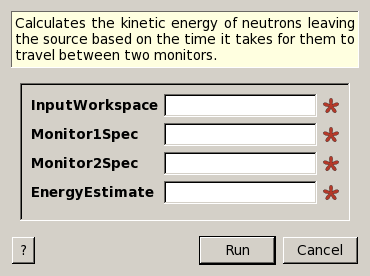 Calculates the kinetic energy of neutrons leaving
the source based on the time it takes for them to
travel between two monitors.
InputWorkspace
Monitor1Spec
Monitor2Spec
EnergyEstimate
? Run Cancel